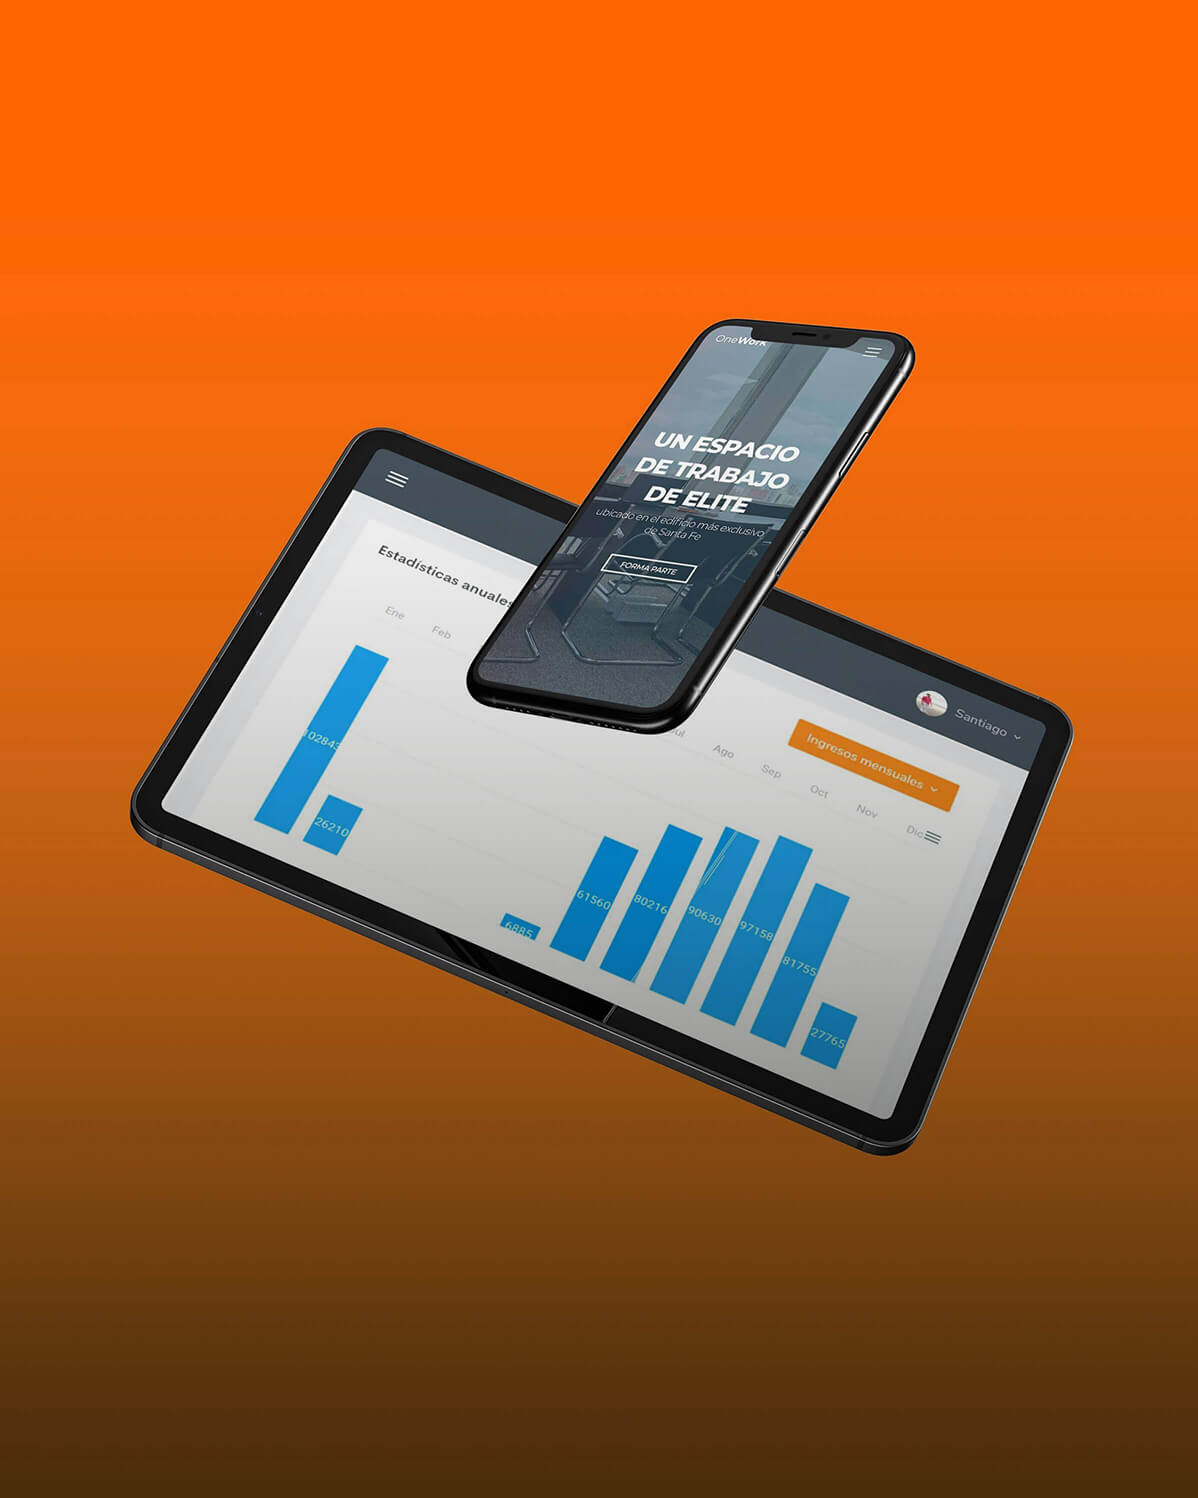 OneWork
UN ESPACIO
DE TRABAJO
DE ELITE
ubicado en el edificio más exclusivo
de Santa Fe
FORMA PARTE
Santiago
Estadísticas anuales
Ingresos mensuales
Ene Feb Jul Ago Sep Oct Nov Dic
102843
26210
6885
61560
80216
90630
97158
81755
27765